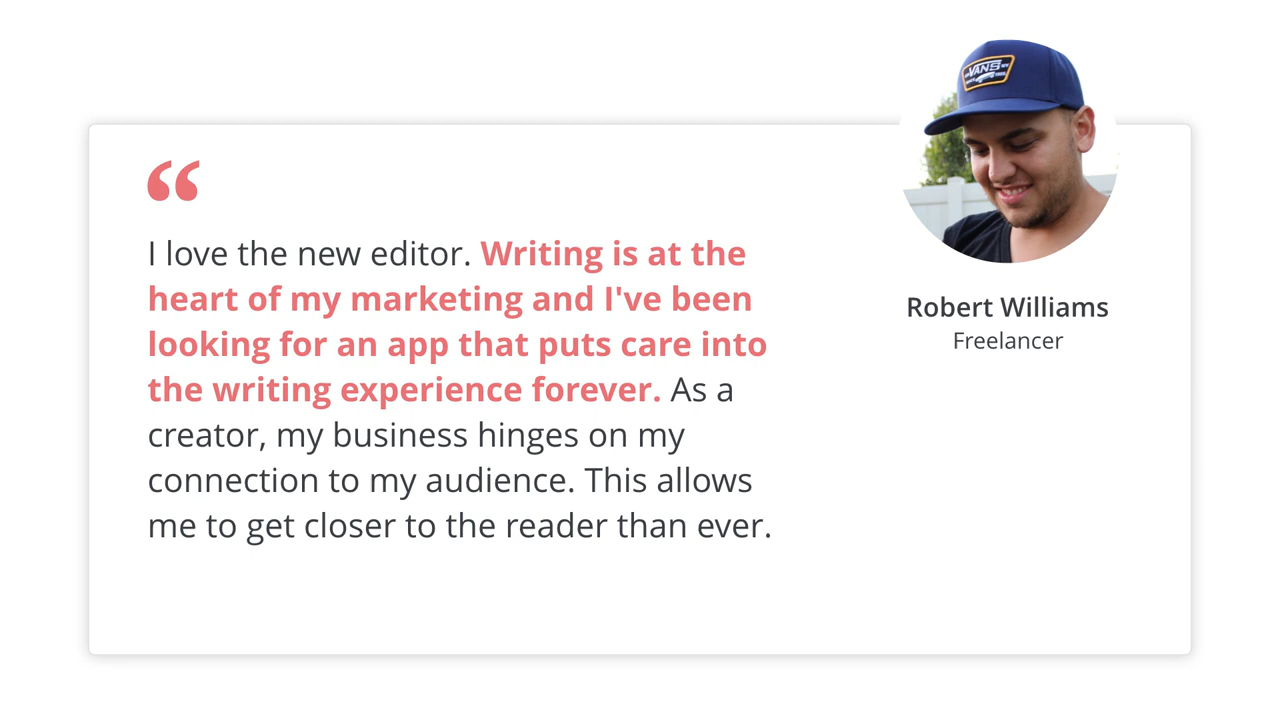 VANS
I love the new editor. Writing is at the
heart of my marketing and I've been
looking for an app that puts care into
the writing experience forever. As a
creator, my business hinges on my
connection to my audience. This allows
me to get closer to the reader than ever.
Robert Williams
Freelancer